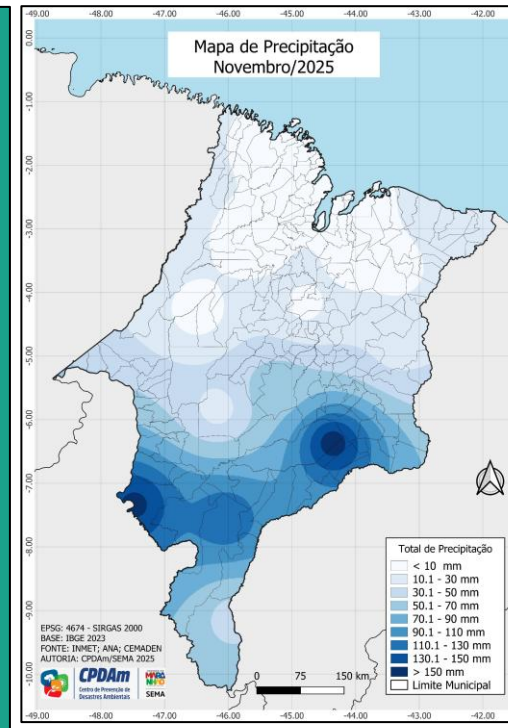 -49.00 -48.00 -47.00 -46.00 -45.00 -44.00 -43.00 -42.00
Mapa de Precipitação
Novembro/2025
0.00
-1.00
-2.00
-3.00
-4.00
-5.00
-6.00
-7.00
-8.00
-9.00
-10.00
Total de Precipitação
< 10 mm
10.1 - 30 mm
30.1 - 50 mm
50.1 - 70 mm
70.1 - 90 mm
90.1 - 110 mm
110.1 - 130 mm
130.1 - 150 mm
> 150 mm
Limite Municipal
EPSG: 4674 - SIRGAS 2000
BASE: IBGE 2023
FONTE: INMET; ANA; CEMADEN
AUTORIA: CPDAm/SEMA 2025
CPDAm
Centro de Prevenção de
Desastres Ambientais
MARA
NHÃO
SEMA
0 75 150 km
-49.00 -48.00 -47.00 -46.00 -45.00 -44.00 -43.00 -42.00